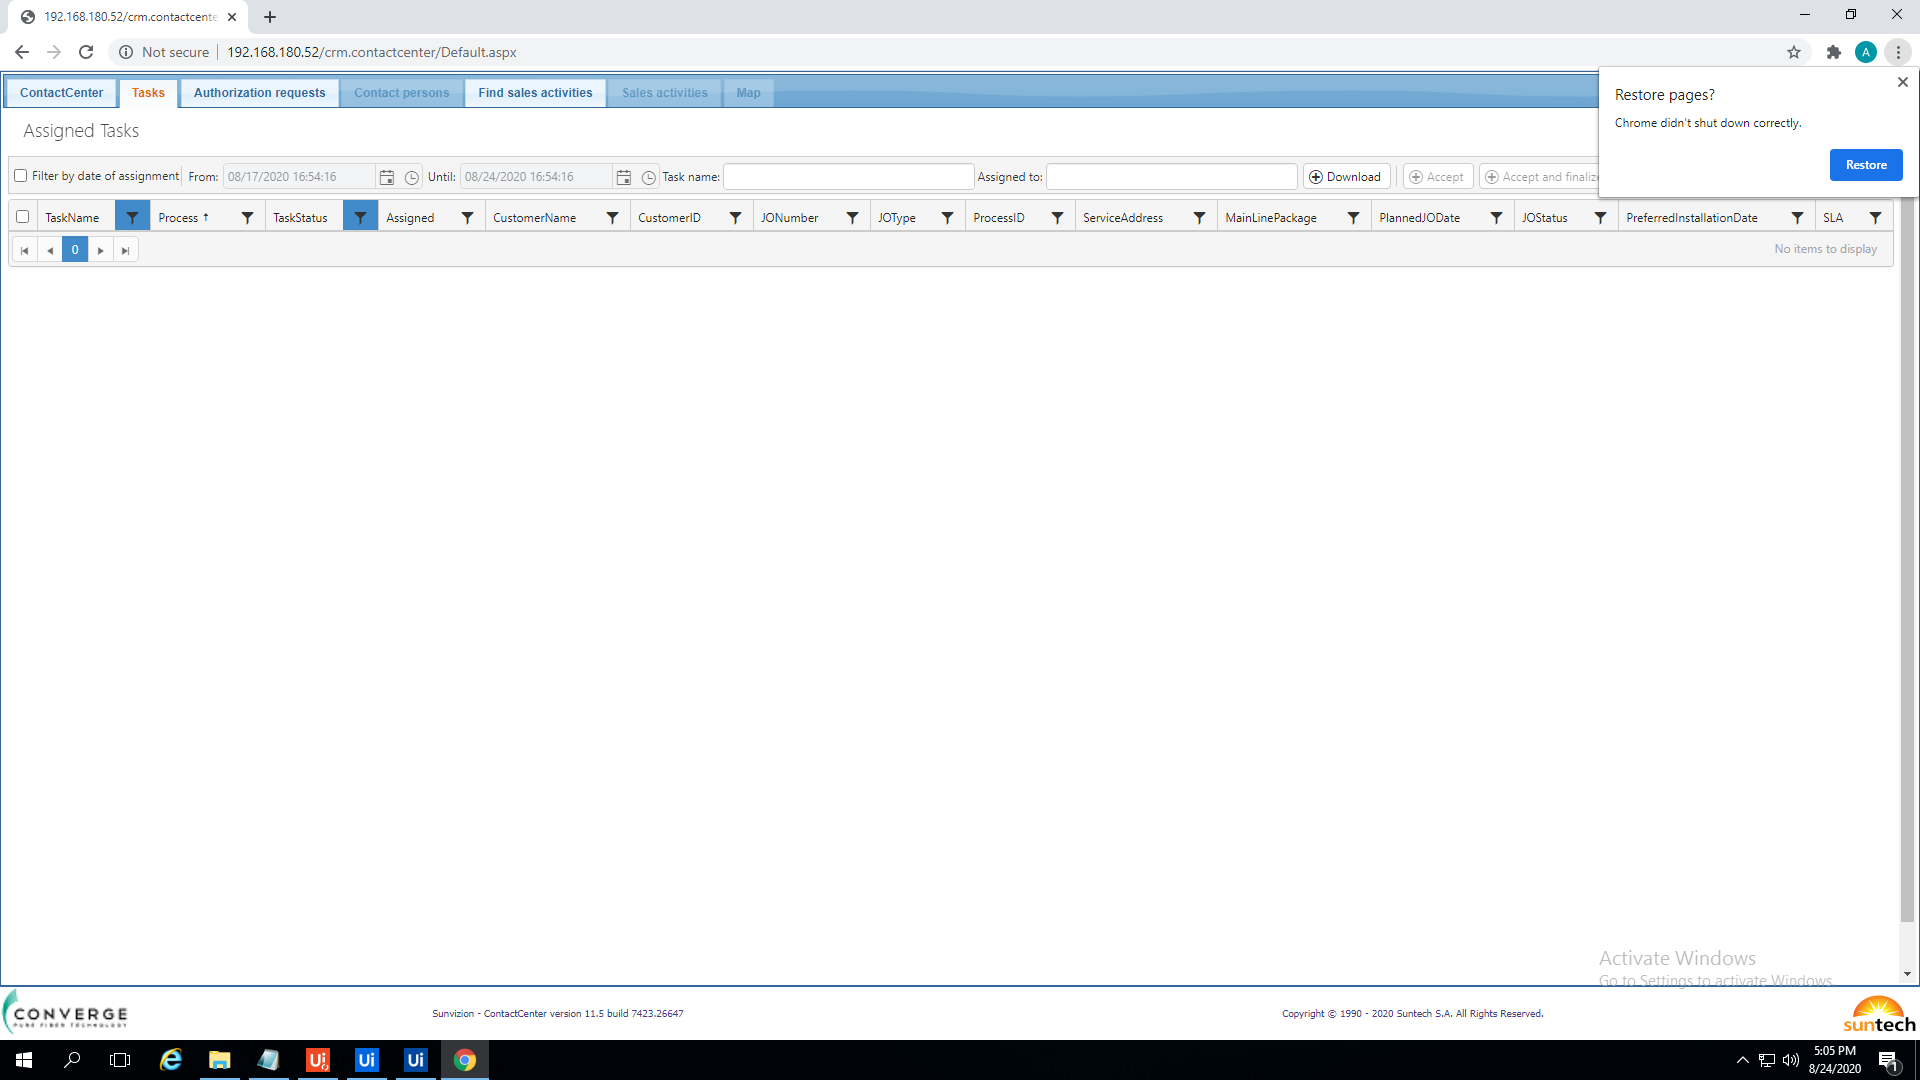 192.168.180.52/crm.contactcente
Not secure
192.168.180.52/crm.contactcenter/Default.aspx
A
ContactCenter
Tasks
Authorization requests
Contact persons
Find sales activities
Sales activities
Map
Restore pages?
Chrome didn't shut down correctly.
Restore
Assigned Tasks
Filter by date of assignment
From:
08/17/2020 16:54:16
Until:
08/24/2020 16:54:16
Task name:
Assigned to:
Download
Accept
Accept and finalize
TaskName
Process
TaskStatus
Assigned
CustomerName
CustomerID
JONumber
JOType
ProcessID
ServiceAddress
MainLinePackage
PlannedJODate
JOStatus
PreferredInstallationDate
SLA
0
No items to display
Activate Windows
Go to Settings to activate Windows.
CONVERGE
PURE FIBER TECHNOLOGY
Sunvizion - ContactCenter version 11.5 build 7423.26647
Copyright © 1990 - 2020 Suntech S.A. All Rights Reserved.
suntech
Ui
Ui
Ui
5:05 PM
8/24/2020
1